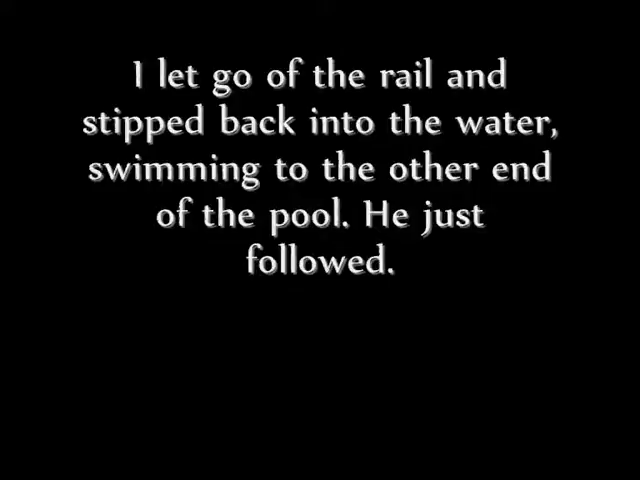 I let go of the rail and
stipped back into the water,
swimming to the other end
of the pool. He just
followed.